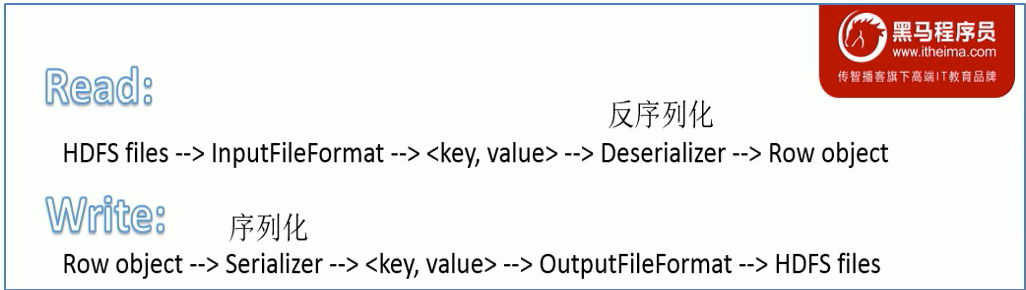 黑马程序员
www.itheima.com
传智播客旗下高端IT教育品牌
Read:
反序列化
HDFS files --> InputFileFormat --> <key, value> --> Deserializer --> Row object
Write:
序列化
Row object --> Serializer --> <key, value> --> OutputFileFormat --> HDFS files